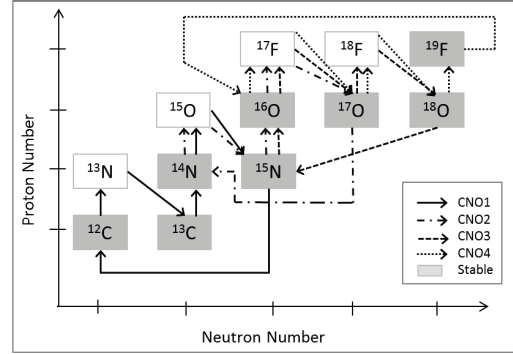 17F 18F 19F
15O 16O 17O 18O
13N 14N 15N
12C 13C
Proton Number
Neutron Number
CNO1
CNO2
CNO3
CNO4
Stable